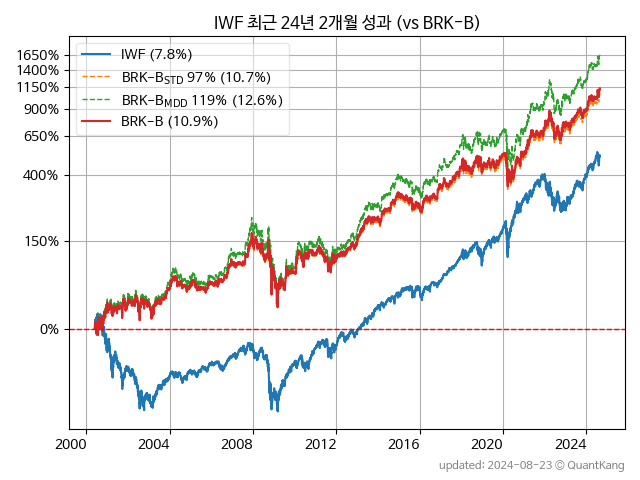 IWF 최근 24년 2개월 성과 (vs BRK-B)
IWF (7.8%)
BRK-BSTD 97% (10.7%)
BRK-BMDD 119% (12.6%)
BRK-B (10.9%)
1650%
1400%
1150%
900%
650%
400%
150%
0%
2000 2004 2008 2012 2016 2020 2024
updated: 2024-08-23 © QuantKang